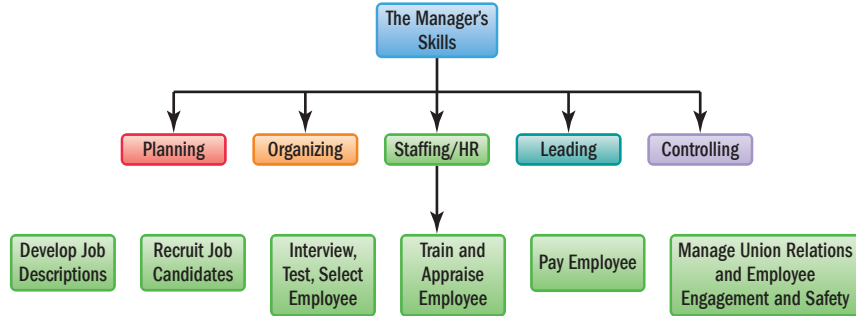 The Manager's
Skills
Planning
Organizing
Staffing/HR
Leading
Controlling
Develop Job
Descriptions
Recruit Job
Candidates
Interview,
Test, Select
Employee
Train and
Appraise
Employee
Pay Employee
Manage Union Relations
and Employee
Engagement and Safety